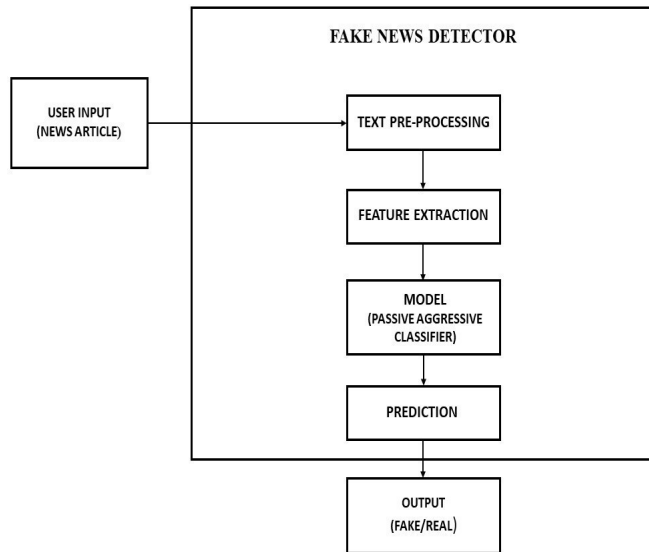 FAKE NEWS DETECTOR
USER INPUT
(NEWS ARTICLE)
TEXT PRE-PROCESSING
FEATURE EXTRACTION
MODEL
(PASSIVE AGGRESSIVE
CLASSIFIER)
PREDICTION
OUTPUT
(FAKE/REAL)